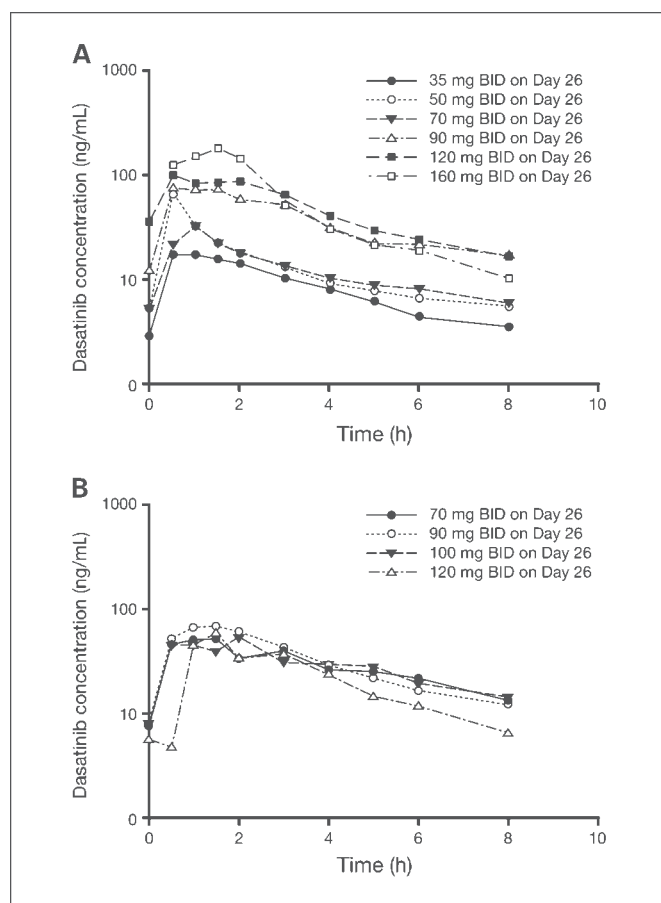 A
1000
100
10
0
Dasatinib concentration (ng/mL)
35 mg BID on Day 26
50 mg BID on Day 26
70 mg BID on Day 26
90 mg BID on Day 26
120 mg BID on Day 26
160 mg BID on Day 26
0 2 4 6 8 10
Time (h)
B
1000
100
10
0
Dasatinib concentration (ng/mL)
70 mg BID on Day 26
90 mg BID on Day 26
100 mg BID on Day 26
120 mg BID on Day 26
0 2 4 6 8 10
Time (h)